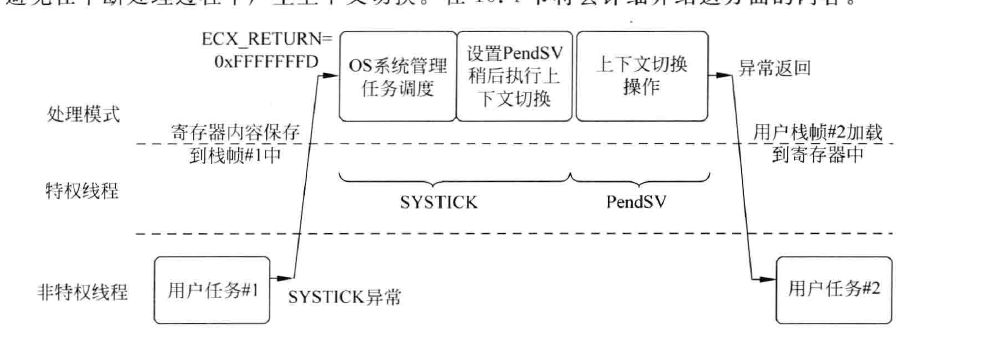 避免在中断处理过程中产生上下文切换。在 节将会详细介绍这方面的内容。
ECX_RETURN=
0xFFFFFFFD
OS系统管理
任务调度
设置PendSV
稍后执行上
下文切换
上下文切换
操作
异常返回
处理模式
寄存器内容保存
到栈帧#1中
用户栈帧#2加载
到寄存器中
特权线程
SYSTICK
PendSV
非特权线程
用户任务#1
SYSTICK异常
用户任务#2